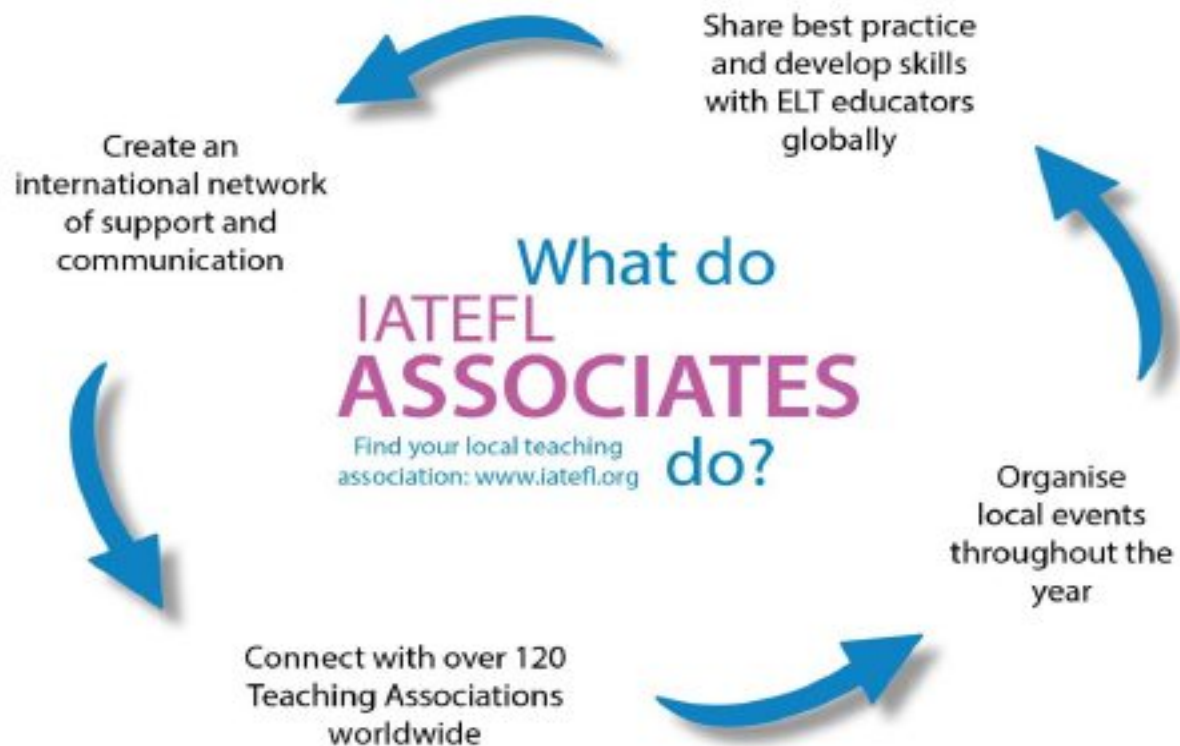 Share best practice
and develop skills
with ELT educators
globally
Create an
international network
of support and
communication
What do
IATEFL
ASSOCIATES
Find your local teaching
association: www.iatefl.org
do?
Organise
local events
throughout the
year
Connect with over 120
Teaching Associations
worldwide